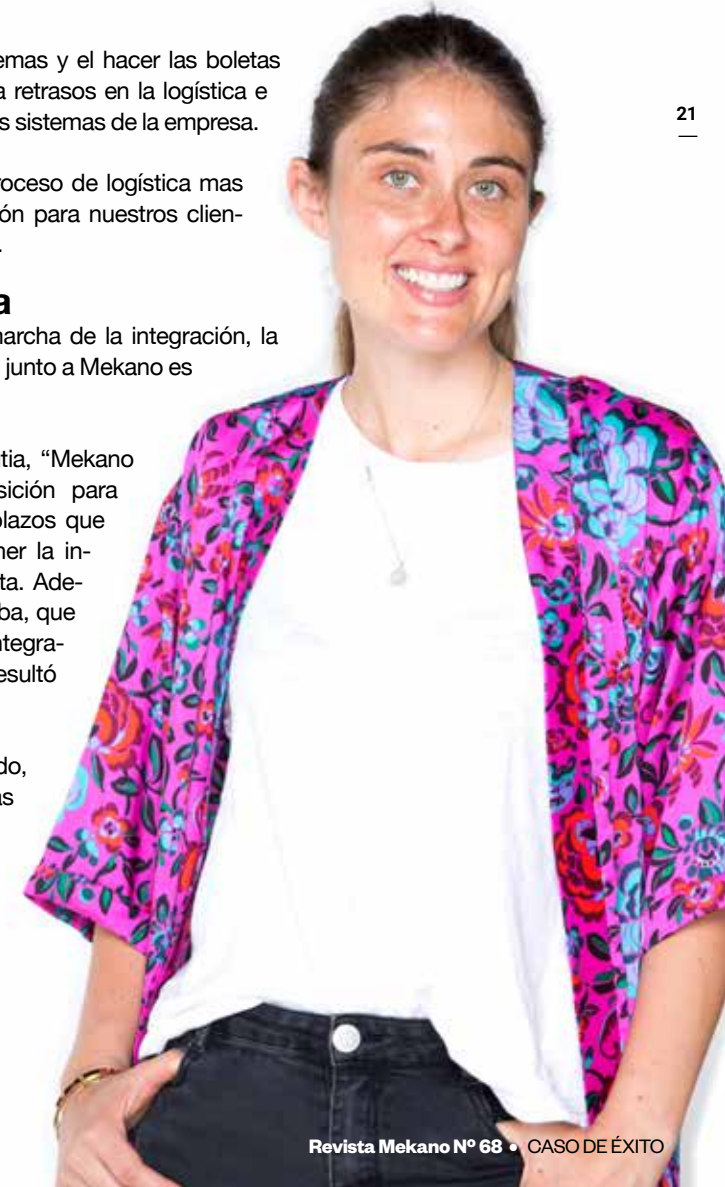 emas y el hacer las boletas
a retrasos en la logística e
s sistemas de la empresa.
21
roceso de logística mas
ón para nuestros clien-
.
a
narcha de la integración, la
junto a Mekano es
tia, “Mekano
sición para
plazos que
ner la in-
ta. Ade-
ba, que
ntegra-
esultó
do,
as
Revista Mekano Nº 68 • CASO DE ÉXITO